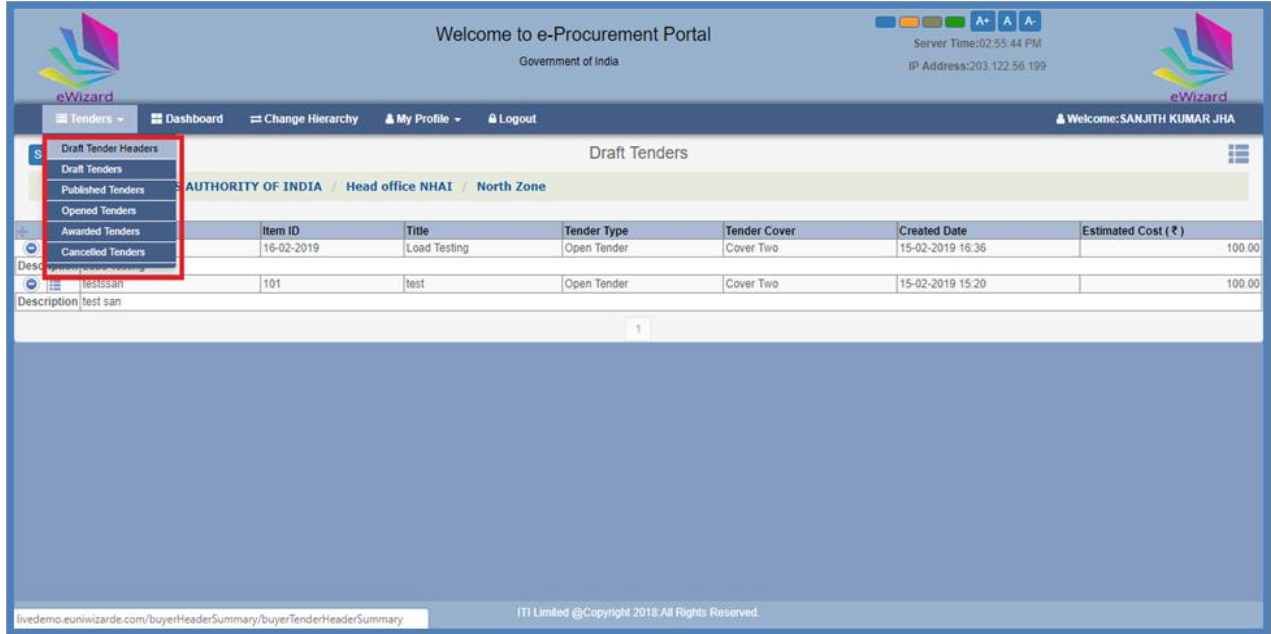 Welcome to e-Procurement Portal
Government of India
A+ A A-
Server Time:02:55:44 PM
IP Address:203.122.56.199
eWizard
eWizard
Tenders Dashboard Change Hierarchy My Profile Logout Welcome:SANJITH KUMAR JHA
Draft Tender Headers
Draft Tenders
Published Tenders
Opened Tenders
Awarded Tenders
Cancelled Tenders
S
Draft Tenders
AUTHORITY OF INDIA / Head office NHAI / North Zone
Item ID Title Tender Type Tender Cover Created Date Estimated Cost (₹)
16-02-2019 Load Testing Open Tender Cover Two 15-02-2019 16:36 100.00
testssan 101 test Open Tender Cover Two 15-02-2019 15:20 100.00
Description test san
1
ITI Limited @Copyright 2018.All Rights Reserved.
livedemo.euniwizarde.com/buyerHeaderSummary/buyerTenderHeaderSummary